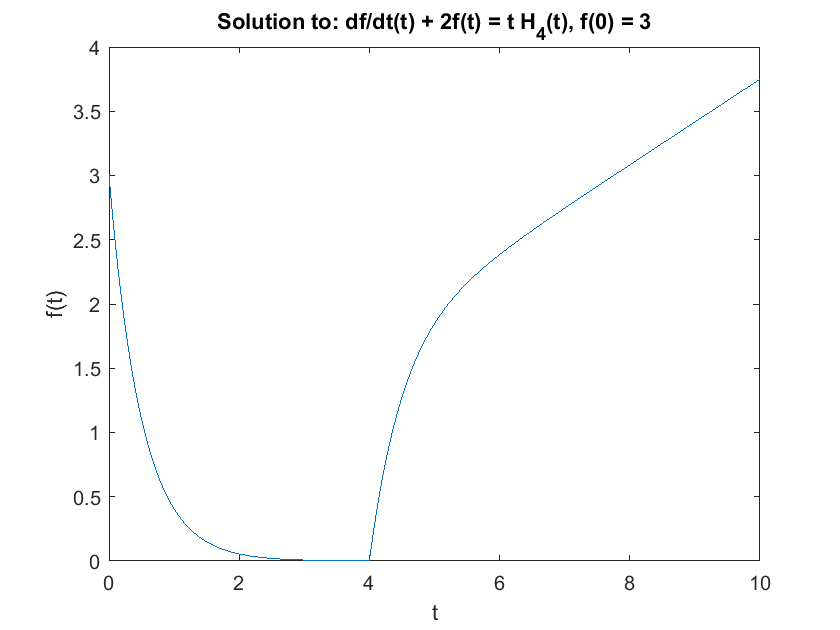 Solution to: df/dt(t) + 2f(t) = t H_4(t), f(0) = 3
4
3.5
3
2.5
2
1.5
1
0.5
0
f(t)
0 2 4 6 8 10
t